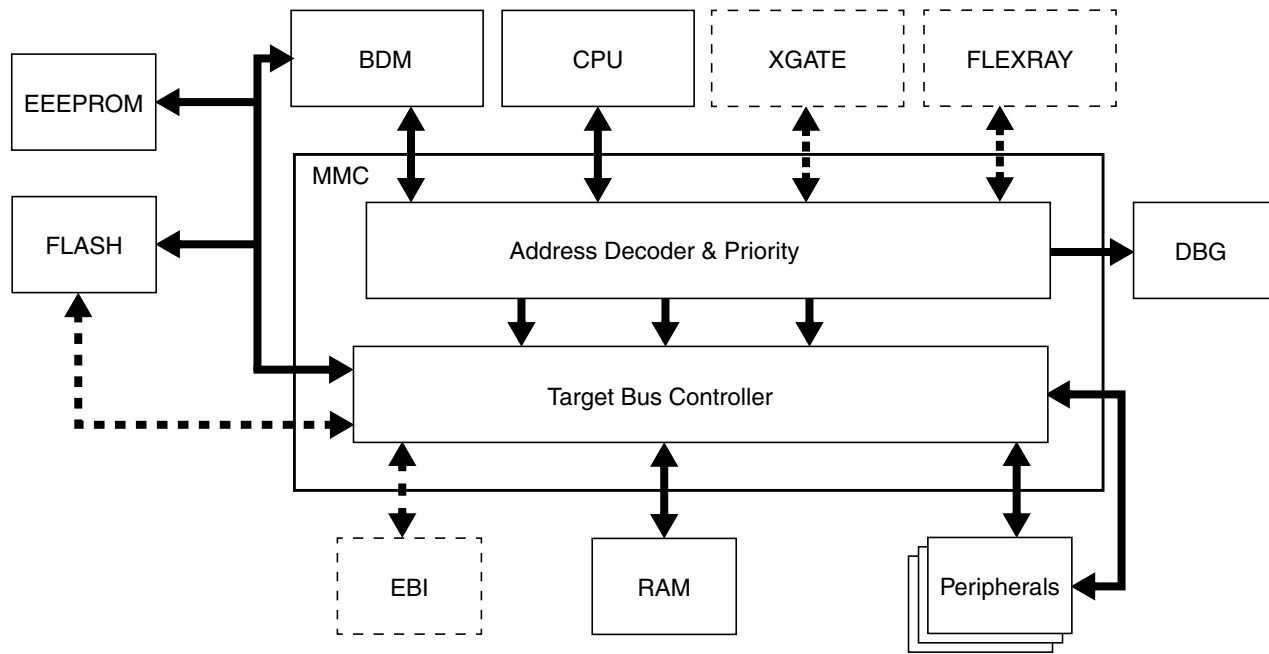 BDM
CPU
XGATE
FLEXRAY
EEEPROM
MMC
FLASH
Address Decoder & Priority
DBG
Target Bus Controller
EBI
RAM
Peripherals